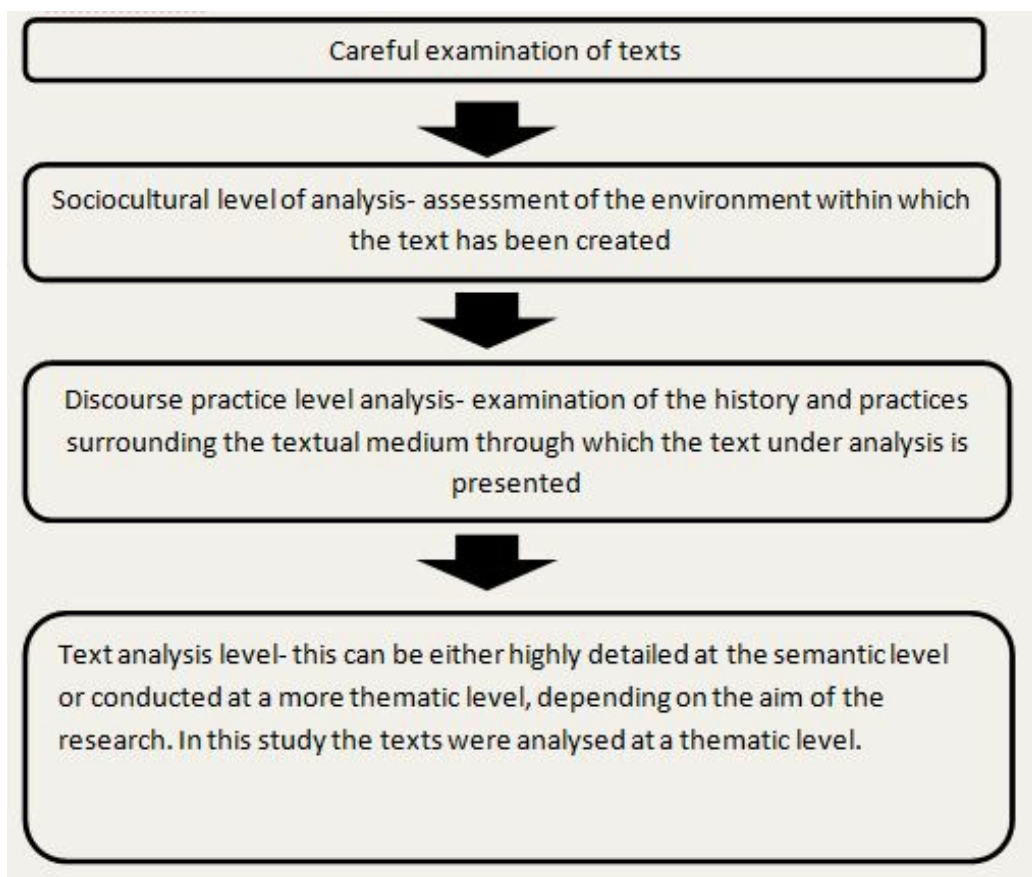 Careful examination of texts
Sociocultural level of analysis- assessment of the environment within which
the text has been created
Discourse practice level analysis- examination of the history and practices
surrounding the textual medium through which the text under analysis is
presented
Text analysis level- this can be either highly detailed at the semantic level
or conducted at a more thematic level, depending on the aim of the
research. In this study the texts were analysed at a thematic level.